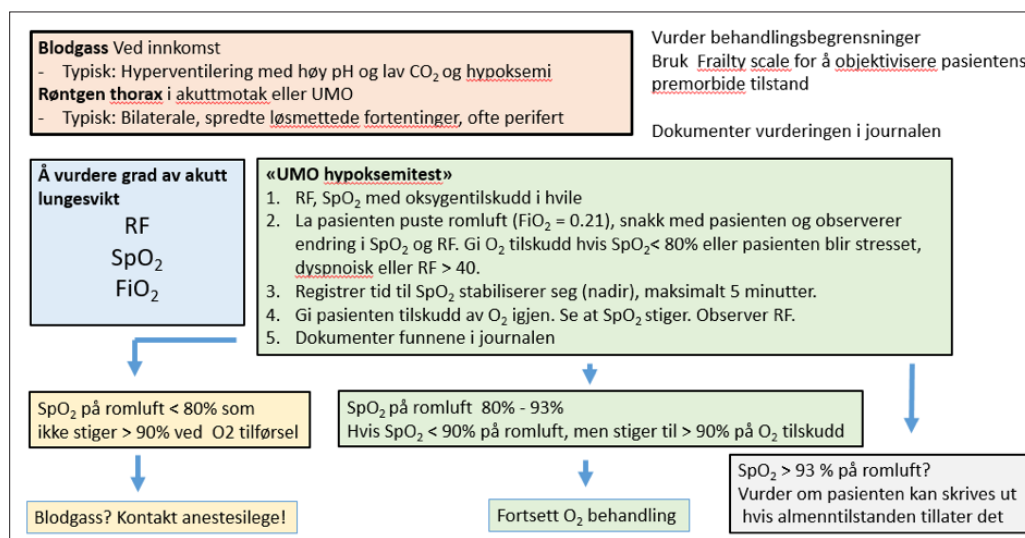 Blodgass Ved innkomst
- Typisk: Hyperventilering med høy pH og lav CO₂ og hypoksemi
Røntgen thorax i akuttmotak eller UMO
- Typisk: Bilaterale, spredte løsmettede fortentinger, ofte perifert
Vurder behandlingsbegrensninger
Bruk Frailty scale for å objektivisere pasientens
premorbide tilstand
Dokumenter vurderingen i journalen
Å vurdere grad av akutt
lungesvikt
RF
SpO₂
FiO₂
«UMO hypoksemitest»
1. RF, SpO₂ med oksygentilskudd i hvile
2. La pasienten puste romluft (FiO₂ = 0.21), snakk med pasienten og observerer
endring i SpO₂ og RF. Gi O₂ tilskudd hvis SpO₂< 80% eller pasienten blir stresset,
dyspnoisk eller RF > 40.
3. Registrer tid til SpO₂ stabiliserer seg (nadir), maksimalt 5 minutter.
4. Gi pasienten tilskudd av O₂ igjen. Se at SpO₂ stiger. Observer RF.
5. Dokumenter funnene i journalen
SpO₂ på romluft < 80% som
ikke stiger > 90% ved O2 tilførsel
SpO₂ på romluft 80% - 93%
Hvis SpO₂ < 90% på romluft, men stiger til > 90% på O₂ tilskudd
SpO₂ > 93 % på romluft?
Vurder om pasienten kan skrives ut
hvis almenntilstanden tillater det
Blodgass? Kontakt anestesilege!
Fortsett O₂ behandling